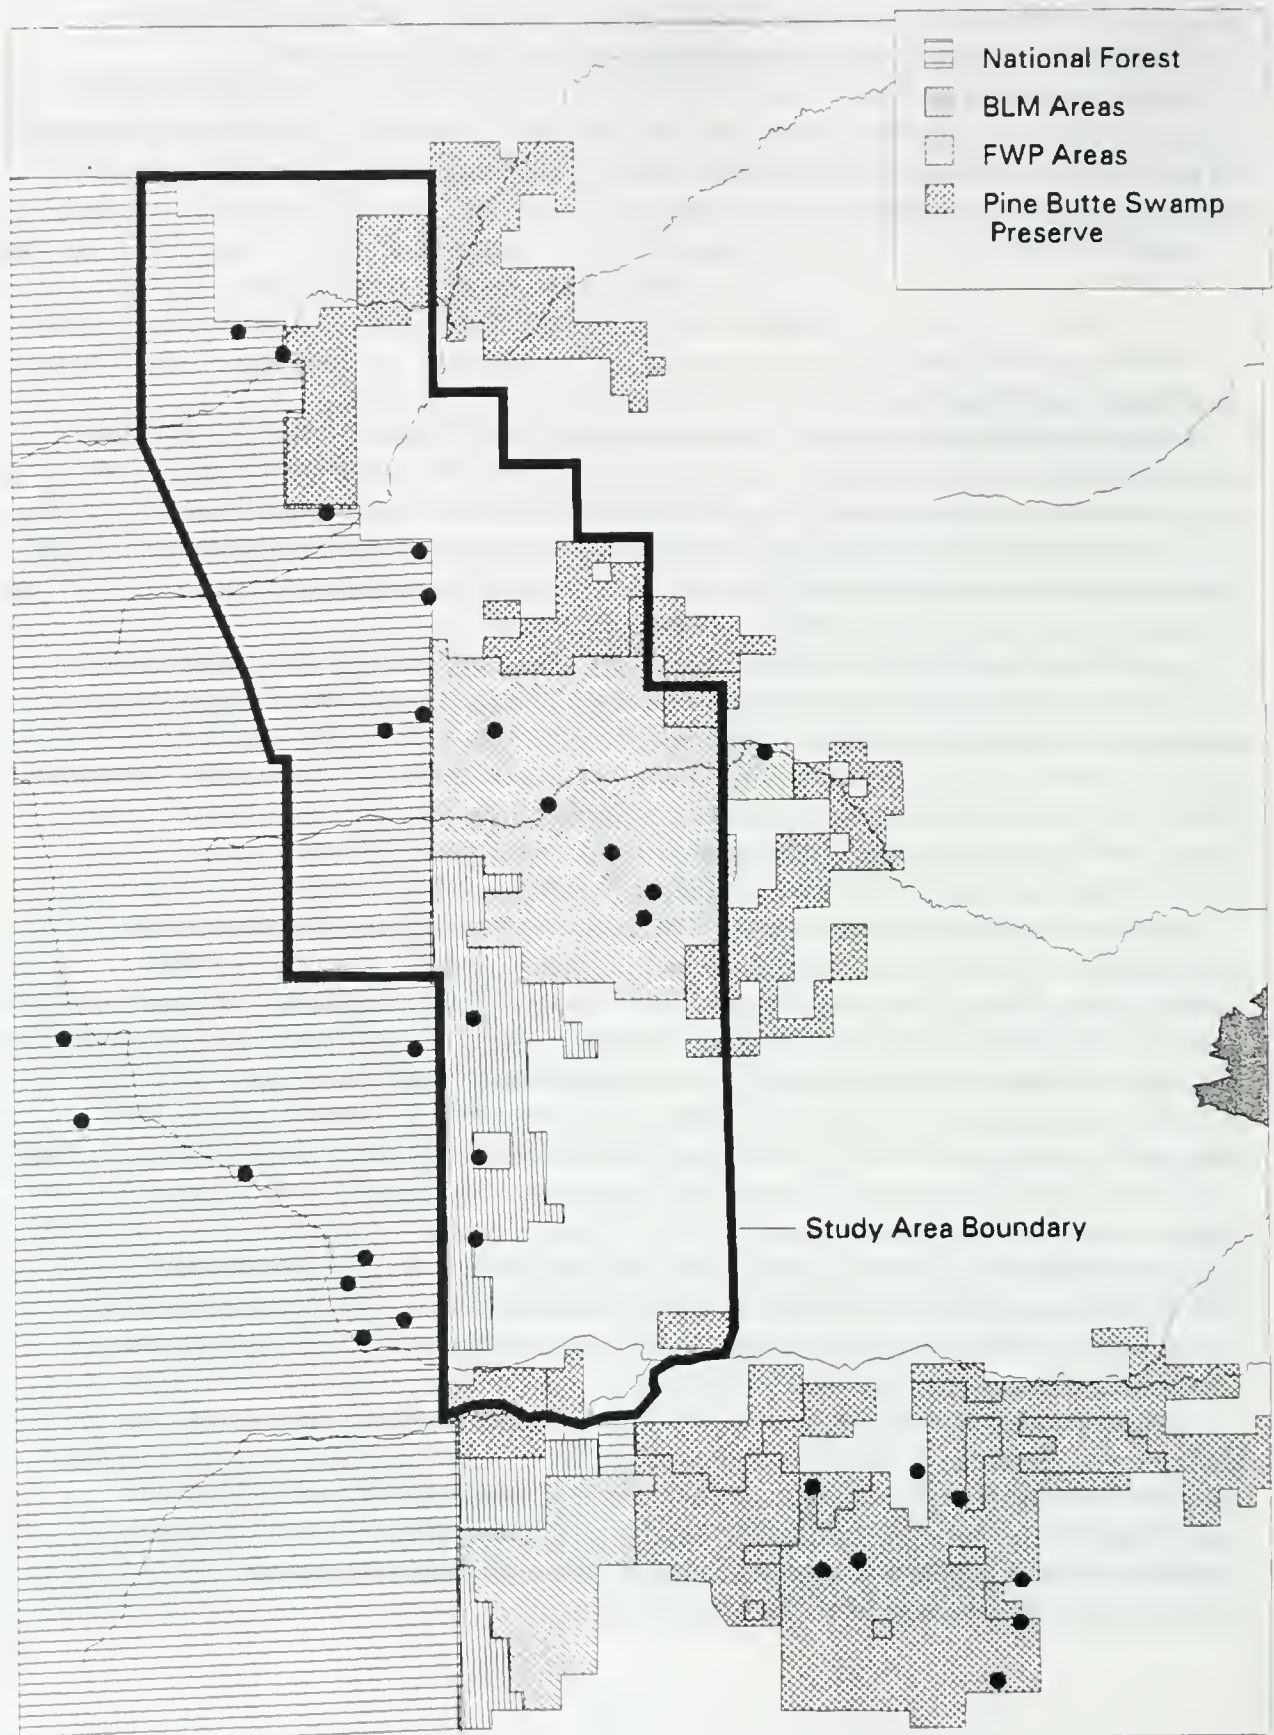 National Forest
BLM Areas
FWP Areas
Pine Butte Swamp
Preserve
Study Area Boundary